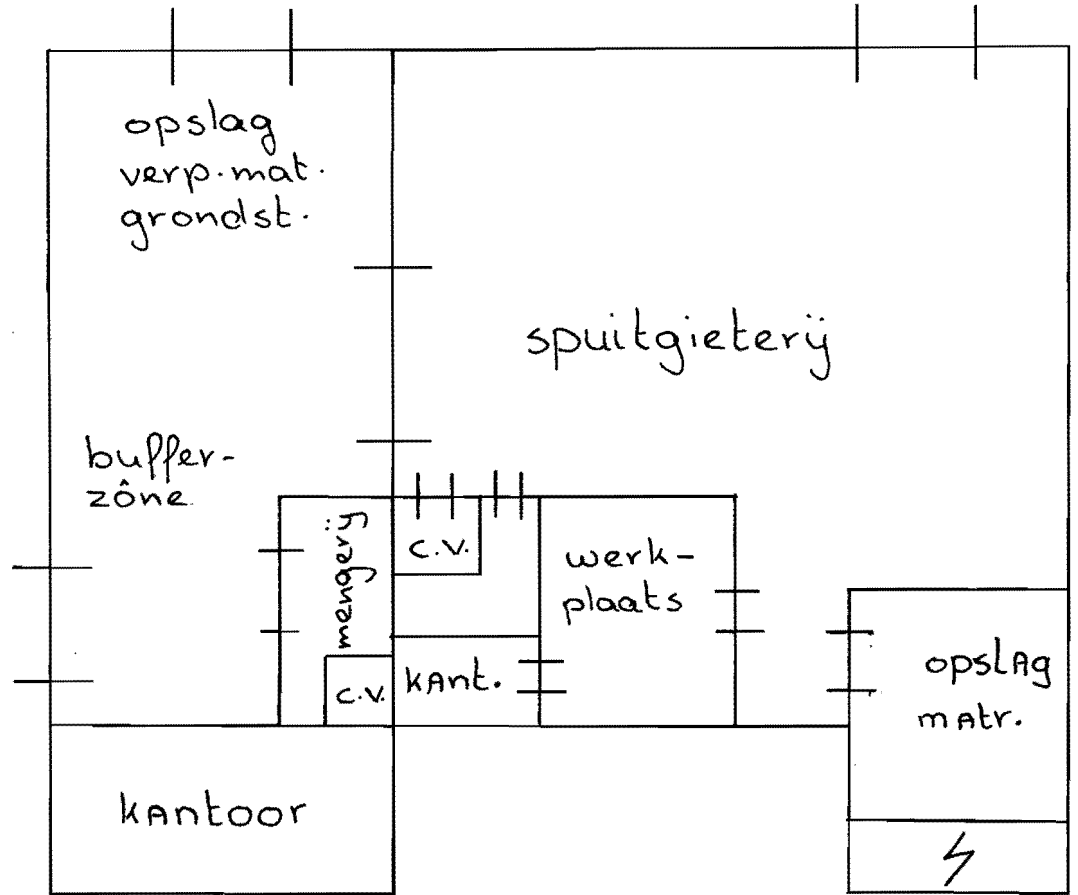 opslag
verp.mat.
grondst.
spuitgieterij
buffer-
zône
mengerij
c.v.
werk-
plaats
c.v.
kant.
opslag
matr.
kantoor